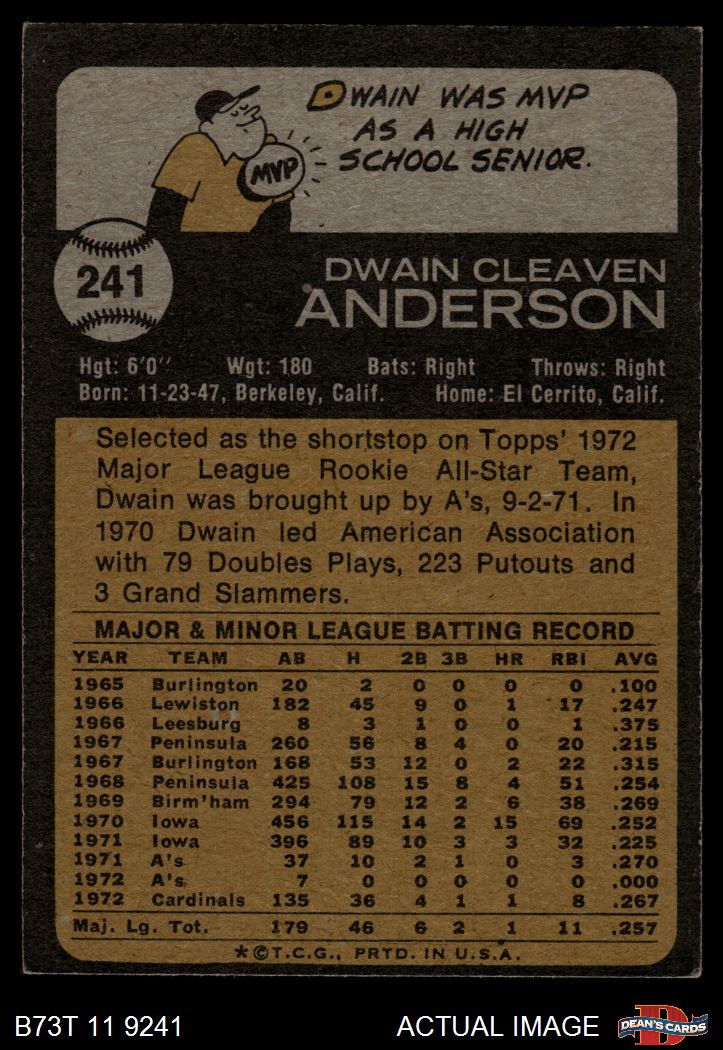 DWAIN WAS MVP
AS A HIGH
SCHOOL SENIOR.
MVP
241
DWAIN CLEAVEN
ANDERSON
Hgt: 6'0" Wgt: 180 Bats: Right Throws: Right
Born: 11-23-47, Berkeley, Calif. Home: El Cerrito, Calif.
Selected as the shortstop on Topps' 1972
Major League Rookie All-Star Team,
Dwain was brought up by A's, 9-2-71. In
1970 Dwain led American Association
with 79 Doubles Plays, 223 Putouts and
3 Grand Slammers.
MAJOR & MINOR LEAGUE BATTING RECORD
YEAR TEAM AB H 2B 3B HR RBI AVG
1965 Burlington 20 2 0 0 0 0 .100
1966 Lewiston 182 45 9 0 1 17 .247
1966 Leesburg 8 3 1 0 0 1 .375
1967 Peninsula 260 56 8 4 0 20 .215
1967 Burlington 168 53 12 0 2 22 .315
1968 Peninsula 425 108 15 8 4 51 .254
1969 Birm'ham 294 79 12 2 6 38 .269
1970 Iowa 456 115 14 2 15 69 .252
1971 Iowa 396 89 10 3 3 32 .225
1971 A's 37 10 2 1 0 3 .270
1972 A's 7 0 0 0 0 0 .000
1972 Cardinals 135 36 4 1 1 8 .267
Maj. Lg. Tot. 179 46 6 2 1 11 .257
*©T.C.G., PRTD. IN U.S.A.
B73T 11 9241 ACTUAL IMAGE
DEAN'S CARDS